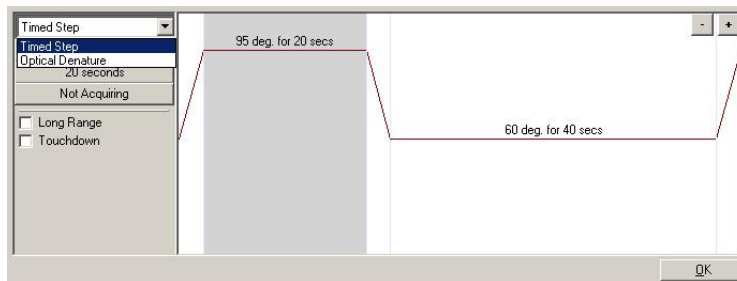 Timed Step
Timed Step
Optical Denature
20 seconds
Not Acquiring
Long Range
Touchdown
95 deg. for 20 secs
60 deg. for 40 secs
- +
OK